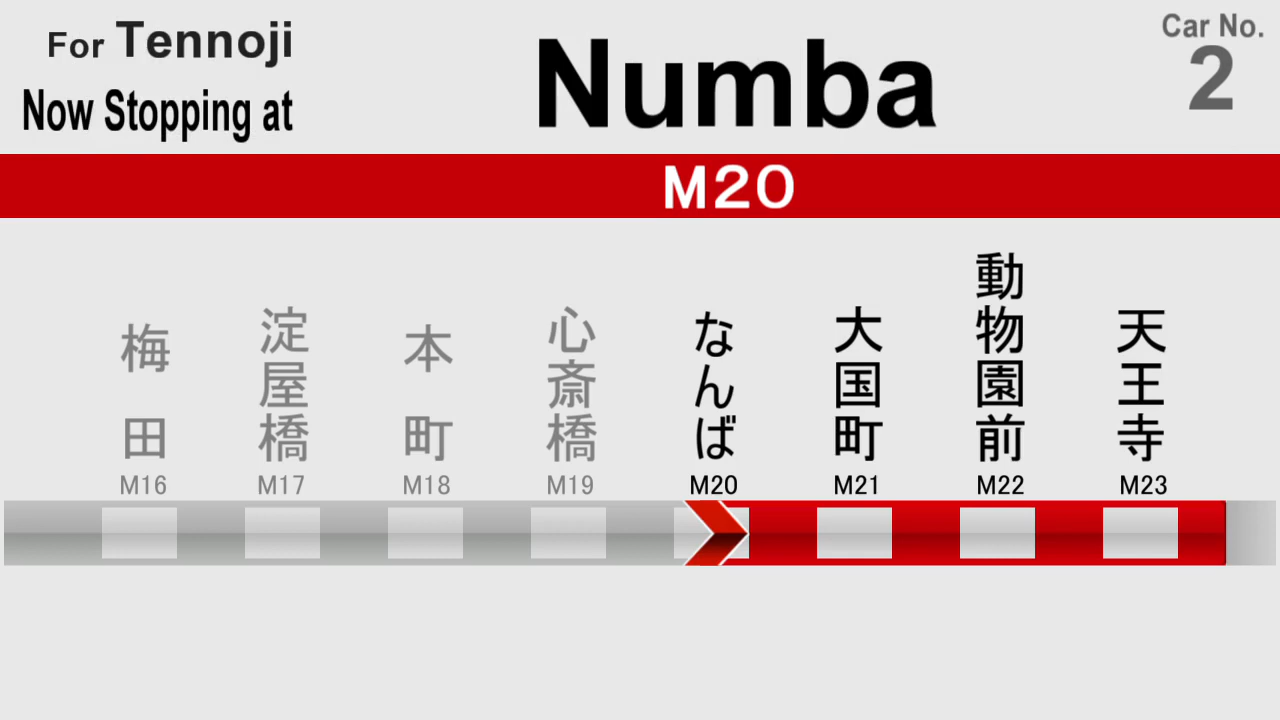 For Tennoji
Now Stopping at
Numba
Car No.
2
M20
梅田
淀屋橋
本町
心斎橋
なんば
大国町
動物園前
天王寺
M16 M17 M18 M19 M20 M21 M22 M23